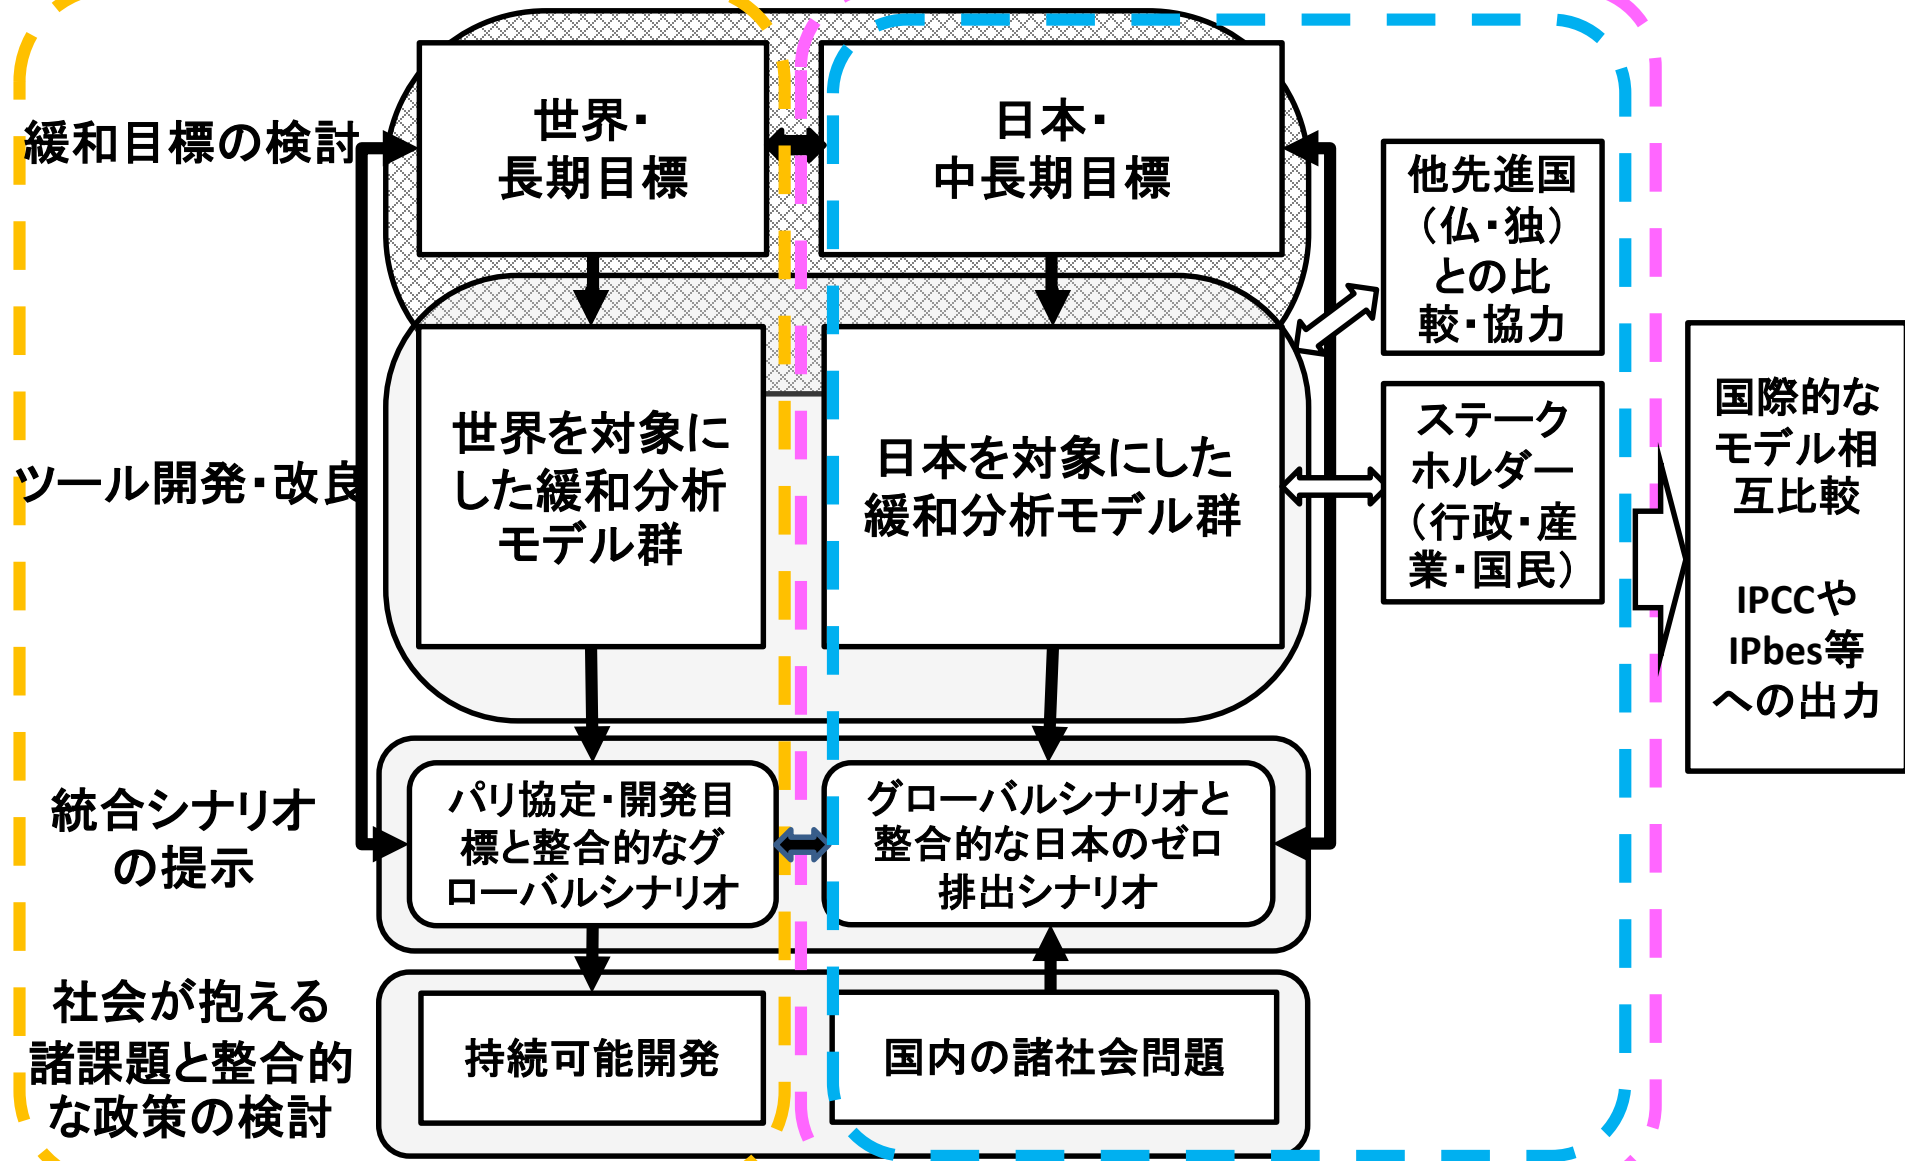 緩和目標の検討
世界・
長期目標
日本・
中長期目標
他先進国
（仏・独）
との比
較・協力
ツール開発・改良
世界を対象に
した緩和分析
モデル群
日本を対象にした
緩和分析モデル群
ステーク
ホルダー
（行政・産
業・国民）
国際的な
モデル相
互比較
IPCCや
IPbes等
への出力
統合シナリオ
の提示
パリ協定・開発目
標と整合的なグ
ローバルシナリオ
グローバルシナリオと
整合的な日本のゼロ
排出シナリオ
社会が抱える
諸課題と整合的
な政策の検討
持続可能開発
国内の諸社会問題